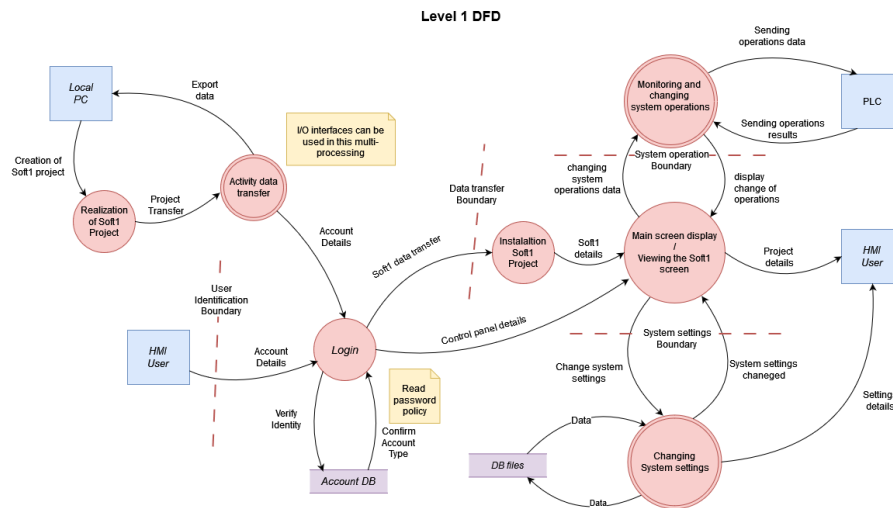 Level 1 DFD
Local
PC
Export
data
I/O interfaces can be
used in this multi-
processing
Creation of
Soft1 project
Project
Transfer
Realization
of Soft1
Project
Activity data
transfer
Account
Details
User
Identification
Boundary
HMI
User
Account
Details
Login
Verify
Identity
Confirm
Account
Type
Read
password
policy
Account DB
Soft1 data transfer
Control panel details
Data transfer
Boundary
Instalaltion
Soft1
Project
Soft1
details
Monitoring and
changing
system operations
Sending
operations data
PLC
Sending operations
results
changing
system
operations data
System operation
Boundary
display
change of
operations
Main screen display
/
Viewing the Soft1
screen
Project
details
HMI
User
System settings
Boundary
Change system
settings
System settings
chaneged
Settings
details
Data
DB files
Data
Changing
System settings